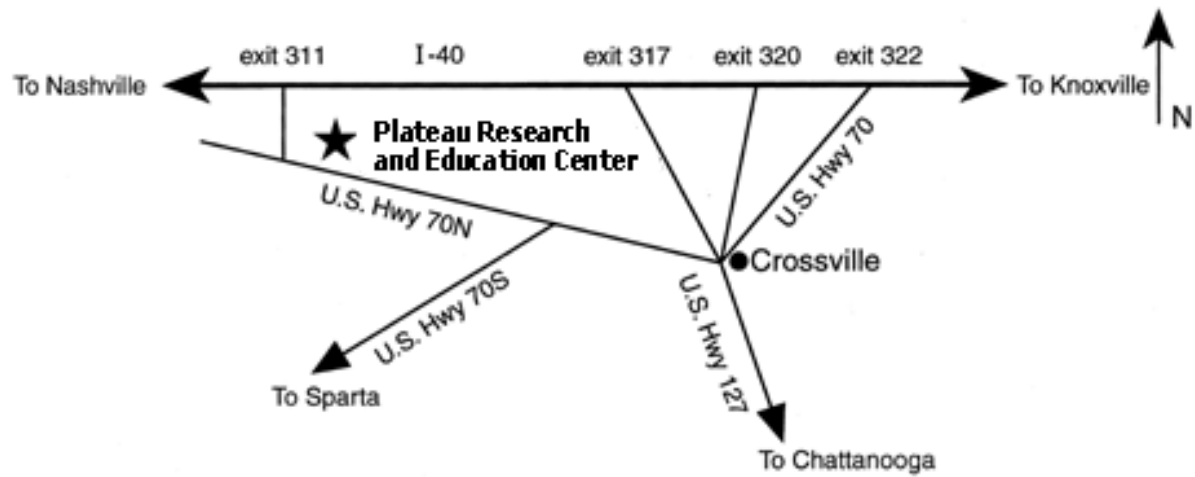 exit 311
I-40
exit 317
exit 320
exit 322
To Nashville
To Knoxville
N
Plateau Research
and Education Center
U.S. Hwy 70
U.S. Hwy 70N
Crossville
U.S. Hwy 70S
U.S. Hwy 127
To Sparta
To Chattanooga